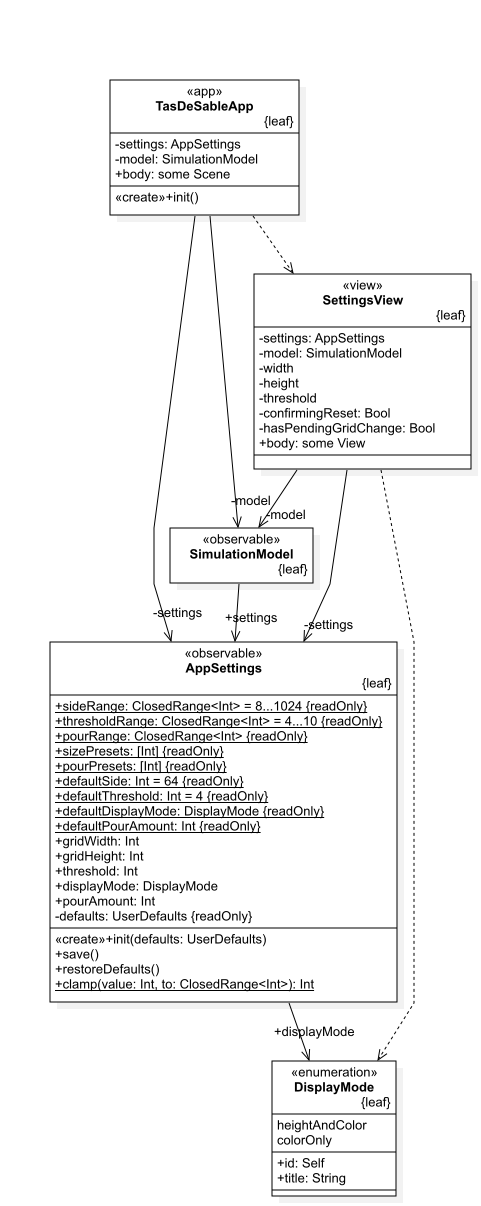 «app»
TasDeSableApp
{leaf}
-settings: AppSettings
-model: SimulationModel
+body: some Scene
«create»+init()
«view»
SettingsView
{leaf}
-settings: AppSettings
-model: SimulationModel
-width
-height
-threshold
-confirmingReset: Bool
-hasPendingGridChange: Bool
+body: some View
-model
-model
«observable»
SimulationModel
{leaf}
-settings
+settings
-settings
«observable»
AppSettings
{leaf}
+sideRange: ClosedRange<Int> = 8...1024 {readOnly}
+thresholdRange: ClosedRange<Int> = 4...10 {readOnly}
+pourRange: ClosedRange<Int> {readOnly}
+sizePresets: [Int] {readOnly}
+pourPresets: [Int] {readOnly}
+defaultSide: Int = 64 {readOnly}
+defaultThreshold: Int = 4 {readOnly}
+defaultDisplayMode: DisplayMode {readOnly}
+defaultPourAmount: Int {readOnly}
+gridWidth: Int
+gridHeight: Int
+threshold: Int
+displayMode: DisplayMode
+pourAmount: Int
-defaults: UserDefaults {readOnly}
«create»+init(defaults: UserDefaults)
+save()
+restoreDefaults()
+clamp(value: Int, to: ClosedRange<Int>): Int
+displayMode
«enumeration»
DisplayMode
{leaf}
heightAndColor
colorOnly
+id: Self
+title: String